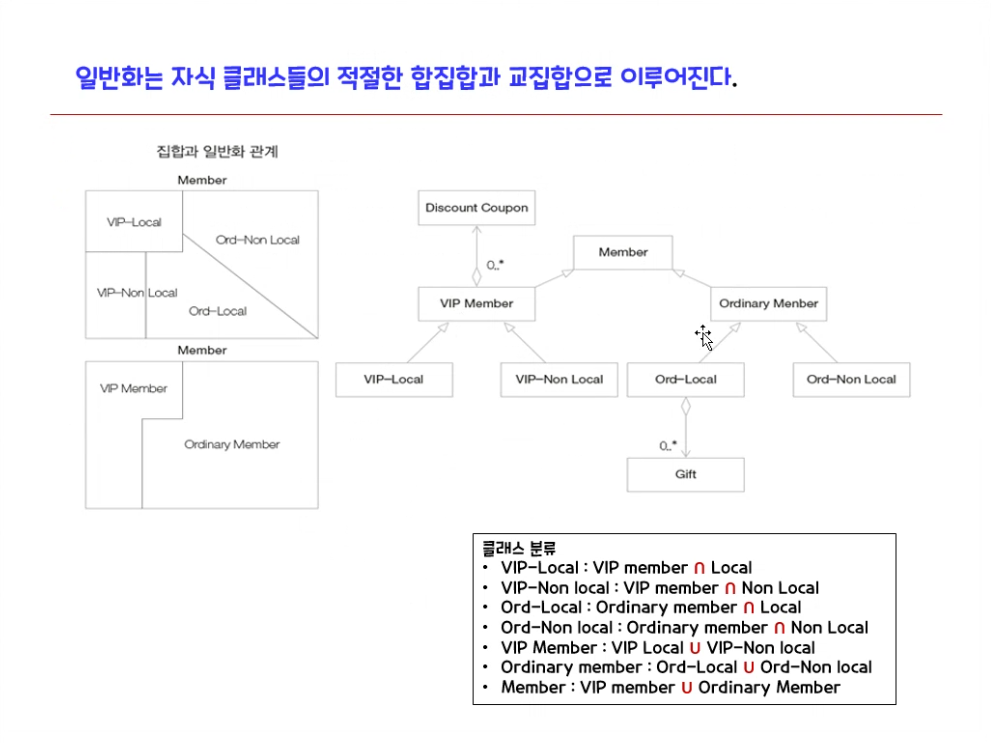 일반화는 자식 클래스들의 적절한 합집합과 교집합으로 이루어진다.
집합과 일반화 관계
Member
VIP-Local
Ord-Non Local
VIP-Non Local
Ord-Local
Member
VIP Member
Ordinary Member
Discount Coupon
0..*
Member
VIP Member
Ordinary Menber
VIP-Local
VIP-Non Local
Ord-Local
Ord-Non Local
0..*
Gift
클래스 분류
• VIP-Local : VIP member ∩ Local
• VIP-Non local : VIP member ∩ Non Local
• Ord-Local : Ordinary member ∩ Local
• Ord-Non local : Ordinary member ∩ Non Local
• VIP Member : VIP Local ∪ VIP-Non local
• Ordinary member : Ord-Local ∪ Ord-Non local
• Member : VIP member ∪ Ordinary Member